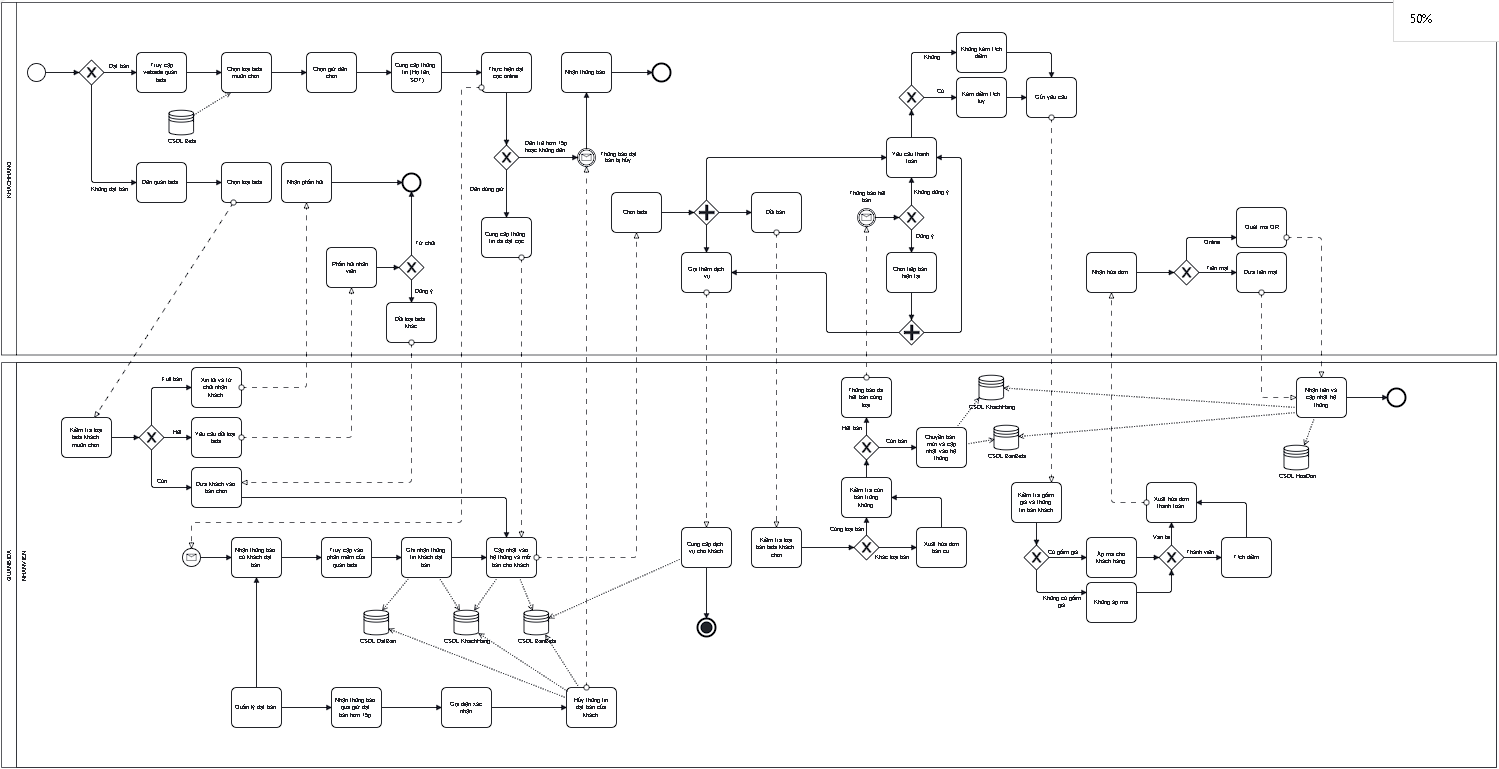 50%
KHACHHANG
Đặt bàn
Truy cập
website quán
bida
Chọn loại bida
muốn chơi
Chọn giờ đến
chơi
Cung cấp thông
tin (Họ tên,
SĐT)
Thực hiện đặt
cọc online
Nhận thông báo
CSDL Bida
Đến trễ hơn 15p
hoặc không đến
Thông báo đặt
bàn bị hủy
Không đặt bàn
Đến quán bida
Chọn loại bida
Nhận phản hồi
Đến đúng giờ
Cung cấp thông
tin đã đặt cọc
Từ chối
Phản hồi nhân
viên
Đồng ý
Đổi loại bida
khác
Chơi bida
Đổi bàn
Gọi thêm dịch
vụ
Không
Không kèm tích
điểm
Có
Kèm điểm tích
lũy
Gửi yêu cầu
Yêu cầu thanh
toán
Thông báo hết
bàn
Không đồng ý
Đồng ý
Chơi tiếp bàn
hiện tại
Nhận hóa đơn
Online
Quét mã QR
Tiền mặt
Đưa tiền mặt
QUANBIDA
NHANVIEN
Full bàn
Xin lỗi và từ
chối nhận
khách
Kiểm tra loại
bida khách
muốn chơi
Hết
Yêu cầu đổi loại
bida
Còn
Đưa khách vào
bàn chơi
Nhận thông báo
có khách đặt
bàn
Truy cập vào
phần mềm của
quán bida
Ghi nhận thông
tin khách đặt
bàn
Cập nhật vào
hệ thống và mở
bàn cho khách
CSDL DatBan
CSDL KhachHang
CSDL BanBida
Quản lý đặt bàn
Nhận thông báo
quá giờ đặt
bàn hơn 15p
Gọi điện xác
nhận
Hủy thông tin
đặt bàn của
khách
Cung cấp dịch
vụ cho khách
Kiểm tra loại
bàn bida khách
chọn
Thông báo đã
hết bàn cùng
loại
Hết bàn
Còn bàn
Chuyển bàn
mới và cập
nhật vào hệ
thống
CSDL KhachHang
CSDL BanBida
Kiểm tra còn
bàn trống
không
Cùng loại bàn
Khác loại bàn
Xuất hóa đơn
bàn cũ
Kiểm tra giảm
giá và thông
tin bàn khách
Có giảm
giá
Áp mã cho
khách hàng
Không có giảm
giá
Không áp mã
Xuất hóa đơn
thanh toán
Thành viên
Tích điểm
Nhận tiền và
cập nhật hệ
thống
CSDL HoaDon